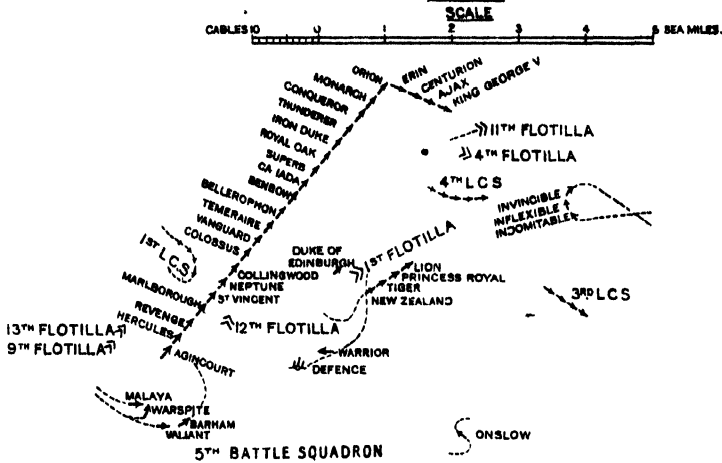 SCALE
CABLES 10 0 1 2 3 4 5 SEA MILES.
ORION
ERIN
CENTURION
AJAX
KING GEORGE V
MONARCH
CONQUEROR
THUNDERER
IRON DUKE
ROYAL OAK
SUPERB
CANADA
BENBOW
BELLEROPHON
TEMERAIRE
VANGUARD
COLOSSUS
11TH FLOTILLA
4TH FLOTILLA
4TH LCS
INVINCIBLE
INFLEXIBLE
INDOMITABLE
1ST LCS
DUKE OF
EDINBURGH
1ST FLOTILLA
COLLINGWOOD
NEPTUNE
ST VINCENT
LION
PRINCESS ROYAL
TIGER
NEW ZEALAND
3RD LCS
MARLBOROUGH
REVENGE
HERCULES
13TH FLOTILLA
9TH FLOTILLA
12TH FLOTILLA
AGINCOURT
WARRIOR
DEFENCE
MALAYA
WARSPITE
BARHAM
VALIANT
ONSLOW
5TH BATTLE SQUADRON